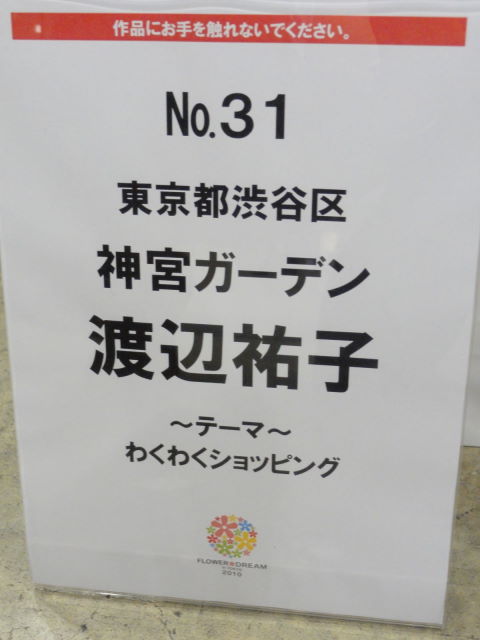 作品にお手を触れないでください。
No.31
東京都渋谷区
神宮ガーデン
渡辺祐子
～テーマ～
わくわくショッピング
FLOWER DREAM
2010